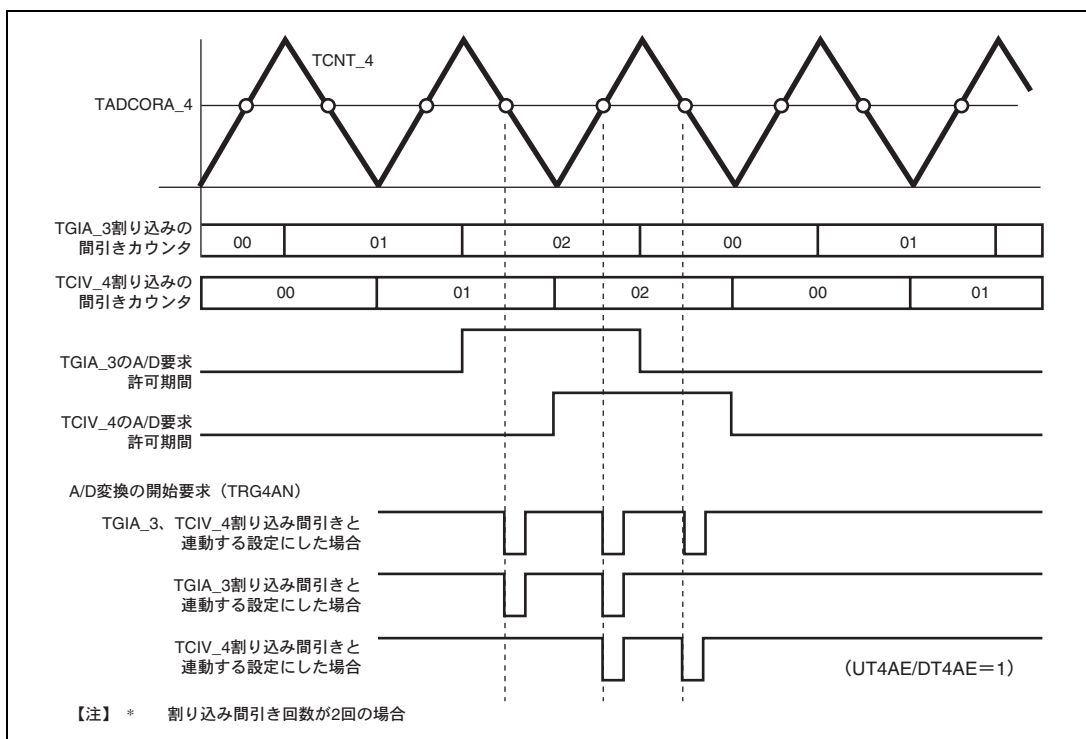 TCNT_4
TADCORA_4
TGIA_3割り込みの
間引きカウンタ
00 01 02 00 01
TCIV_4割り込みの
間引きカウンタ
00 01 02 00 01
TGIA_3のA/D要求
許可期間
TCIV_4のA/D要求
許可期間
A/D変換の開始要求（TRG4AN）
TGIA_3、TCIV_4割り込み間引きと
連動する設定にした場合
TGIA_3割り込み間引きと
連動する設定にした場合
TCIV_4割り込み間引きと
連動する設定にした場合
（UT4AE/DT4AE＝1）
【注】 * 割り込み間引き回数が2回の場合